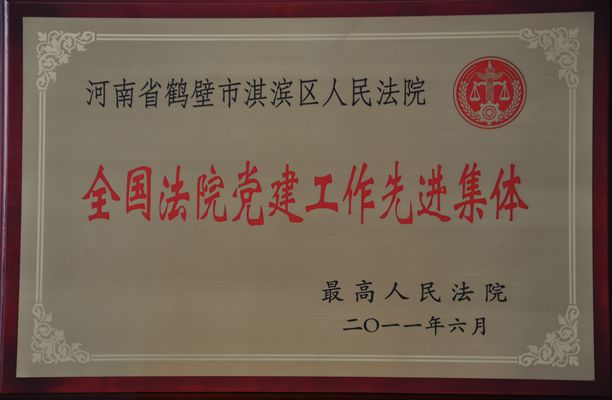 河南省鹤壁市淇滨区人民法院
全国法院党建工作先进集体
最高人民法院
二〇一一年六月